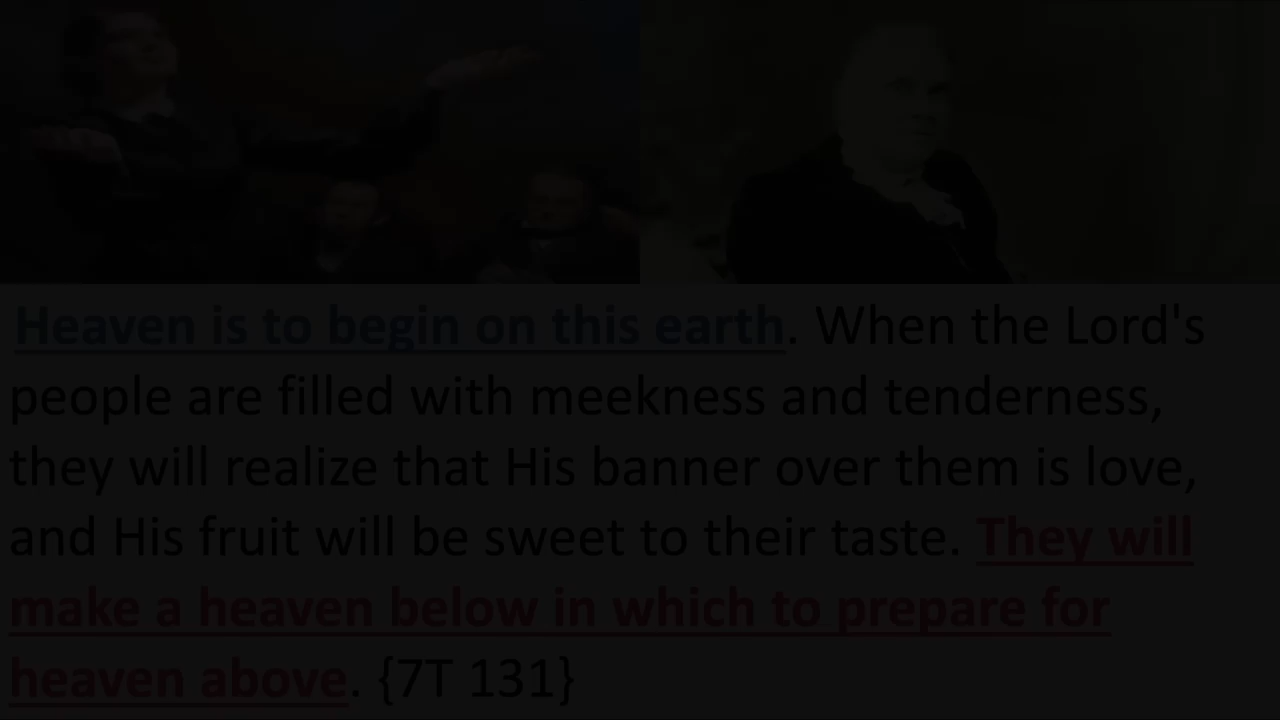 Heaven is to begin on this earth. When the Lord's
people are filled with meekness and tenderness,
they will realize that His banner over them is love,
and His fruit will be sweet to their taste. They will
make a heaven below in which to prepare for
heaven above. {7T 131}